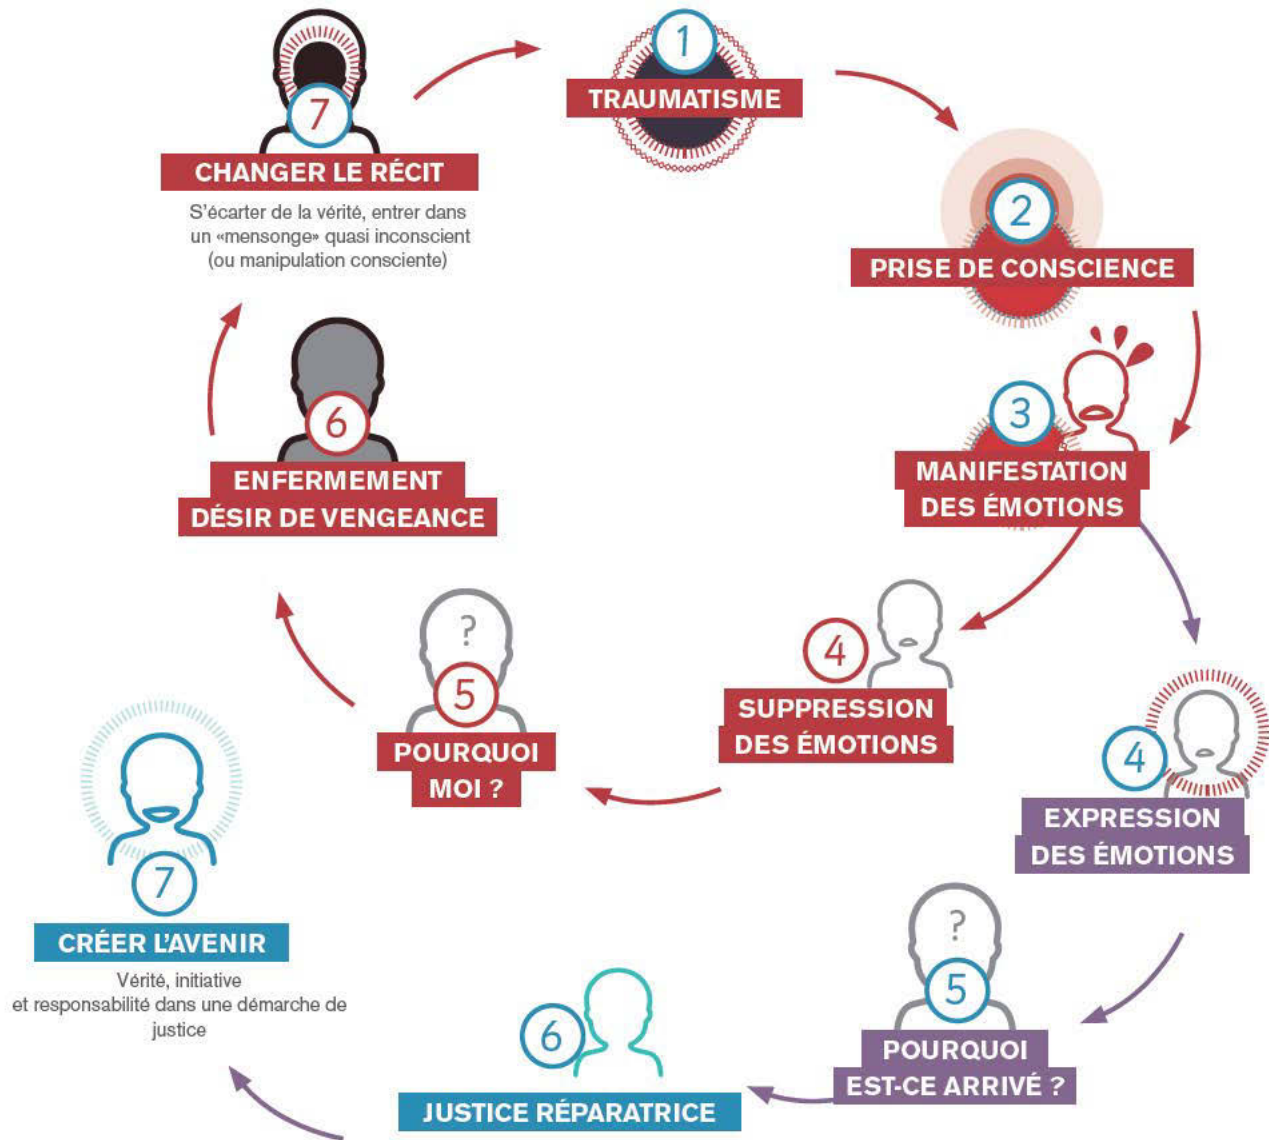 1
TRAUMATISME
2
PRISE DE CONSCIENCE
3
MANIFESTATION
DES ÉMOTIONS
4
SUPPRESSION
DES ÉMOTIONS
?
5
POURQUOI
MOI ?
6
ENFERMEMENT
DÉSIR DE VENGEANCE
7
CHANGER LE RÉCIT
S'écarter de la vérité, entrer dans
un «mensonge» quasi inconscient
(ou manipulation consciente)
4
EXPRESSION
DES ÉMOTIONS
?
5
POURQUOI
EST-CE ARRIVÉ ?
6
JUSTICE RÉPARATRICE
7
CRÉER L'AVENIR
Vérité, initiative
et responsabilité dans une démarche de
justice